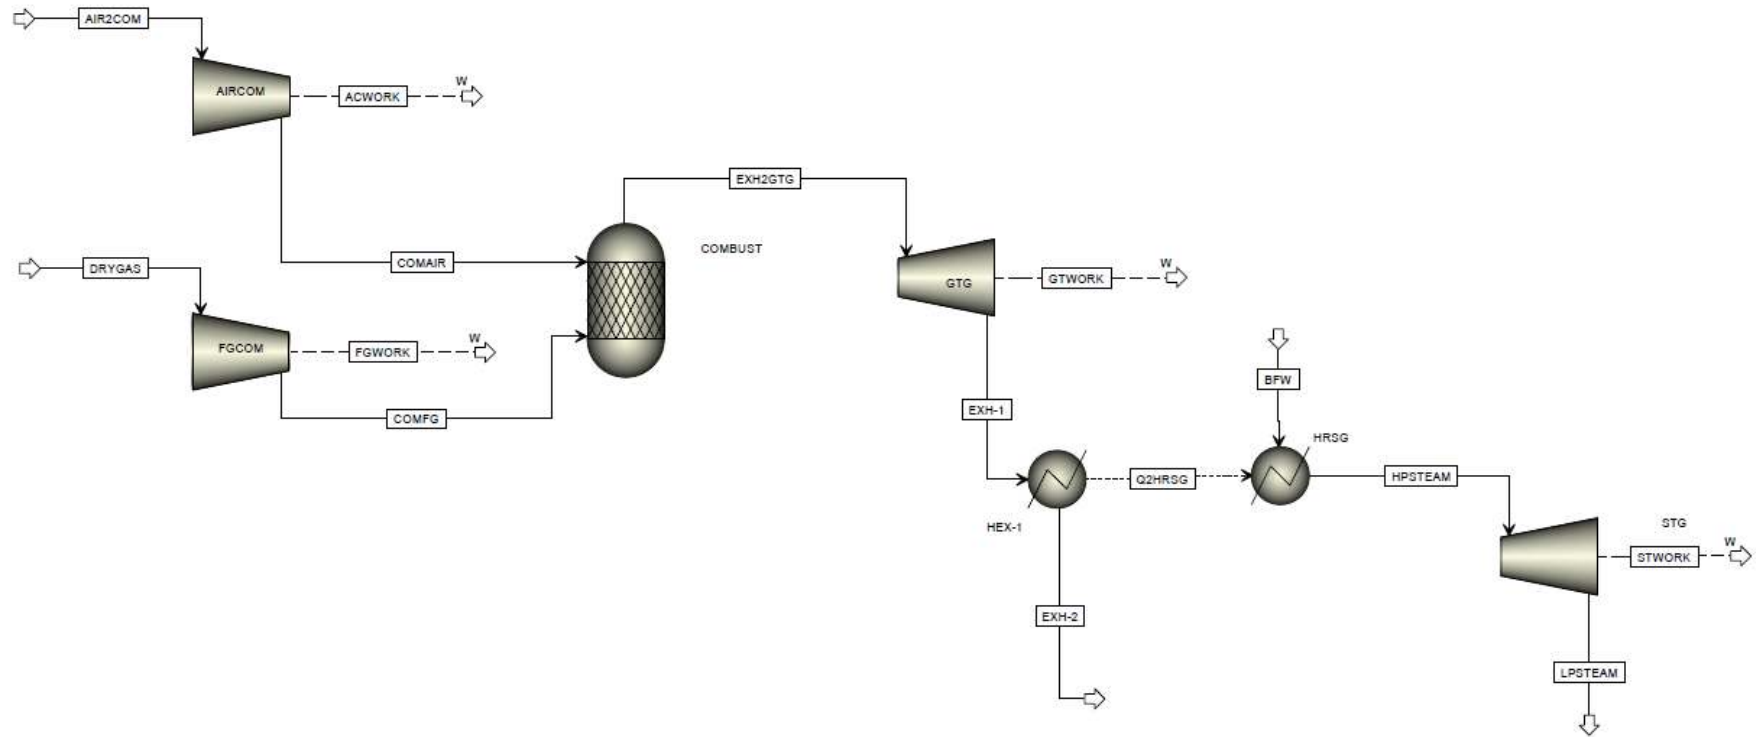 AIR2COM
W
AIRCOM
ACWORK
EXH2GTG
COMBUST
COMAIR
DRYGAS
W
GTG
GTWORK
W
FGCOM
FGWORK
BFW
EXH-1
COMFG
HRSG
Q2HRSG
HPSTEAM
HEX-1
STG
W
STWORK
EXH-2
LPSTEAM